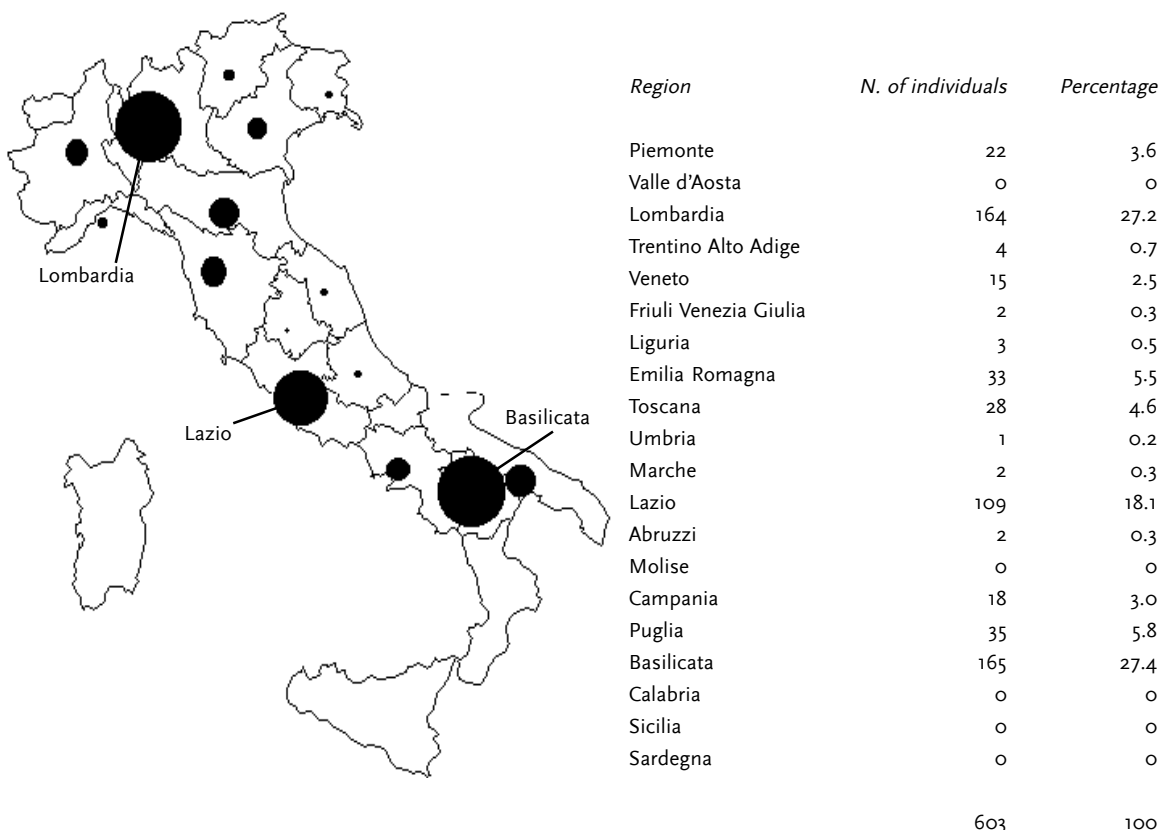 Region N. of individuals Percentage
Piemonte 22 3.6
Valle d'Aosta 0 0
Lombardia 164 27.2
Trentino Alto Adige 4 0.7
Veneto 15 2.5
Friuli Venezia Giulia 2 0.3
Liguria 3 0.5
Emilia Romagna 33 5.5
Toscana 28 4.6
Umbria 1 0.2
Marche 2 0.3
Lazio 109 18.1
Abruzzi 2 0.3
Molise 0 0
Campania 18 3.0
Puglia 35 5.8
Basilicata 165 27.4
Calabria 0 0
Sicilia 0 0
Sardegna 0 0
603 100
Lombardia
Lazio
Basilicata